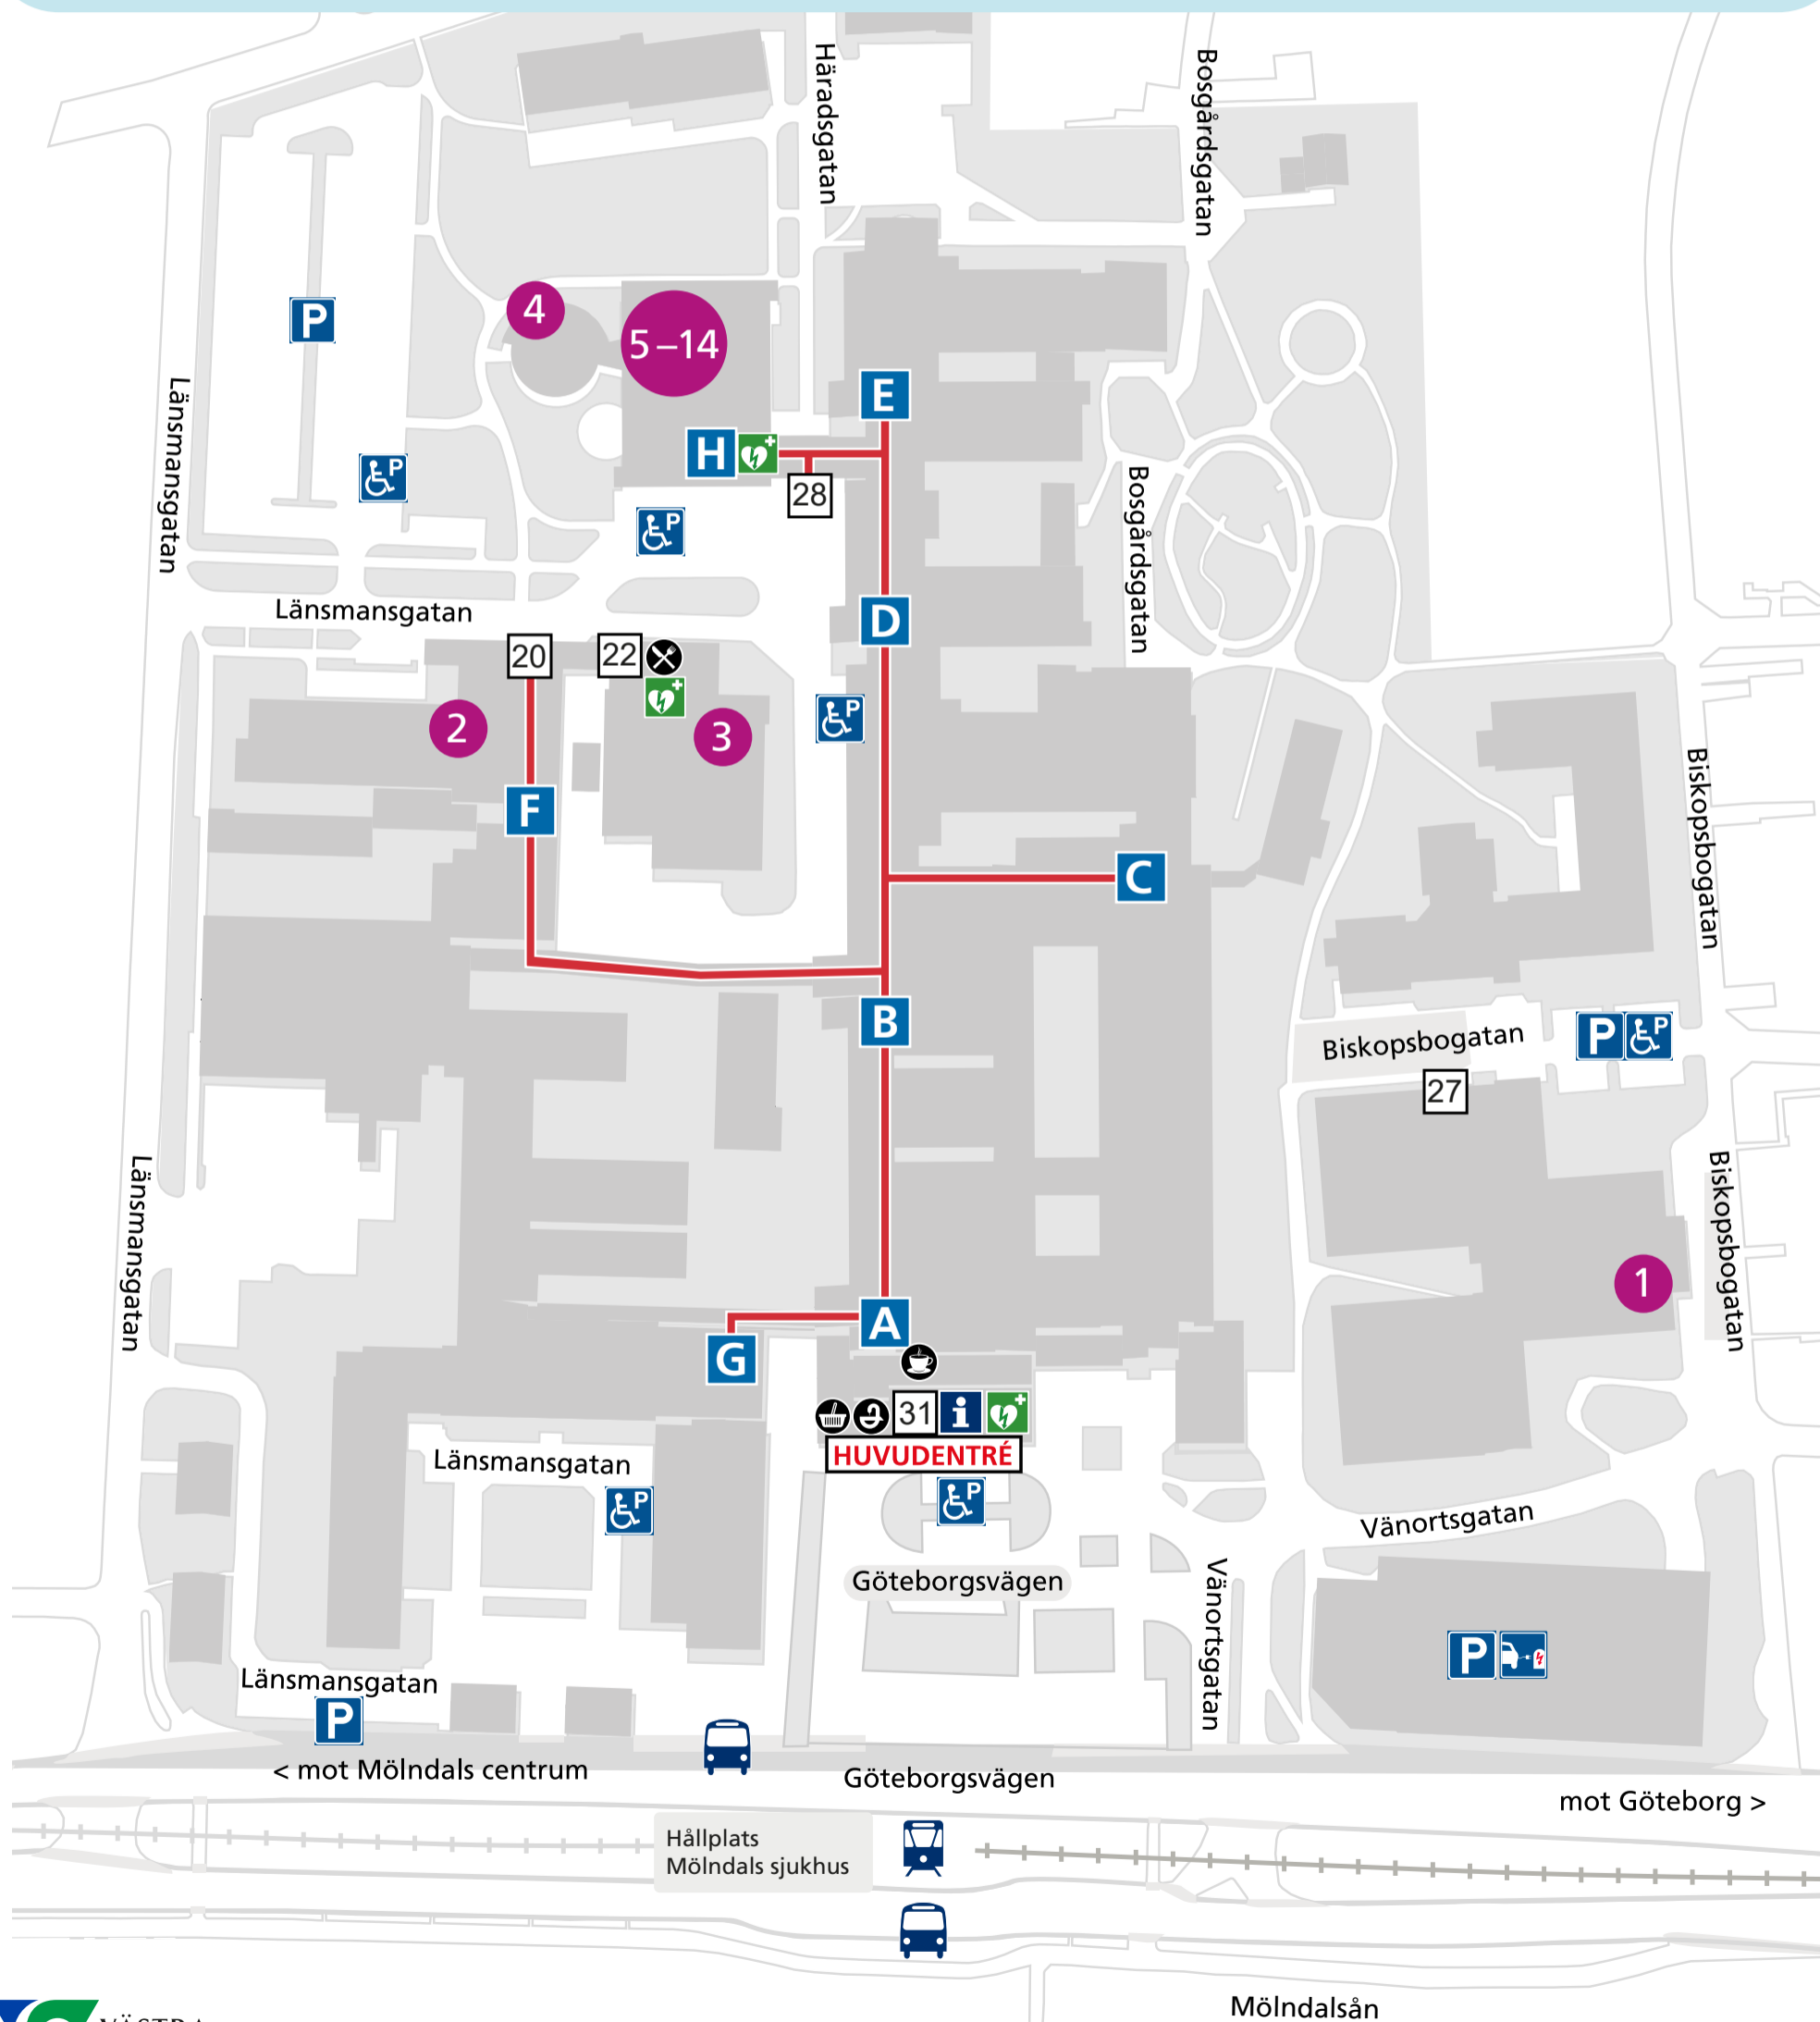 Häradsgatan
Bosgårdsgatan
4
5–14
P
E
Länsmansgatan
H
28
P
P
Bosgårdsgatan
Länsmansgatan
D
20
22
2
3
P
F
Biskopsbogatan
C
B
Biskopsbogatan
P
P
27
Länsmansgatan
Biskopsbogatan
1
A
G
31
i
HUVUDENTRÉ
Länsmansgatan
P
P
Vänortsgatan
Göteborgsvägen
Vänortsgatan
P
Länsmansgatan
P
< mot Mölndals centrum
Göteborgsvägen
mot Göteborg >
Hållplats
Mölndals sjukhus
Mölndalsån